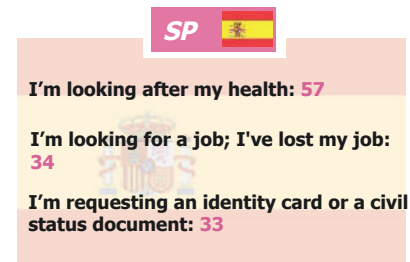 SP
I'm looking after my health: 57
I'm looking for a job; I've lost my job:
34
I'm requesting an identity card or a civil
status document: 33